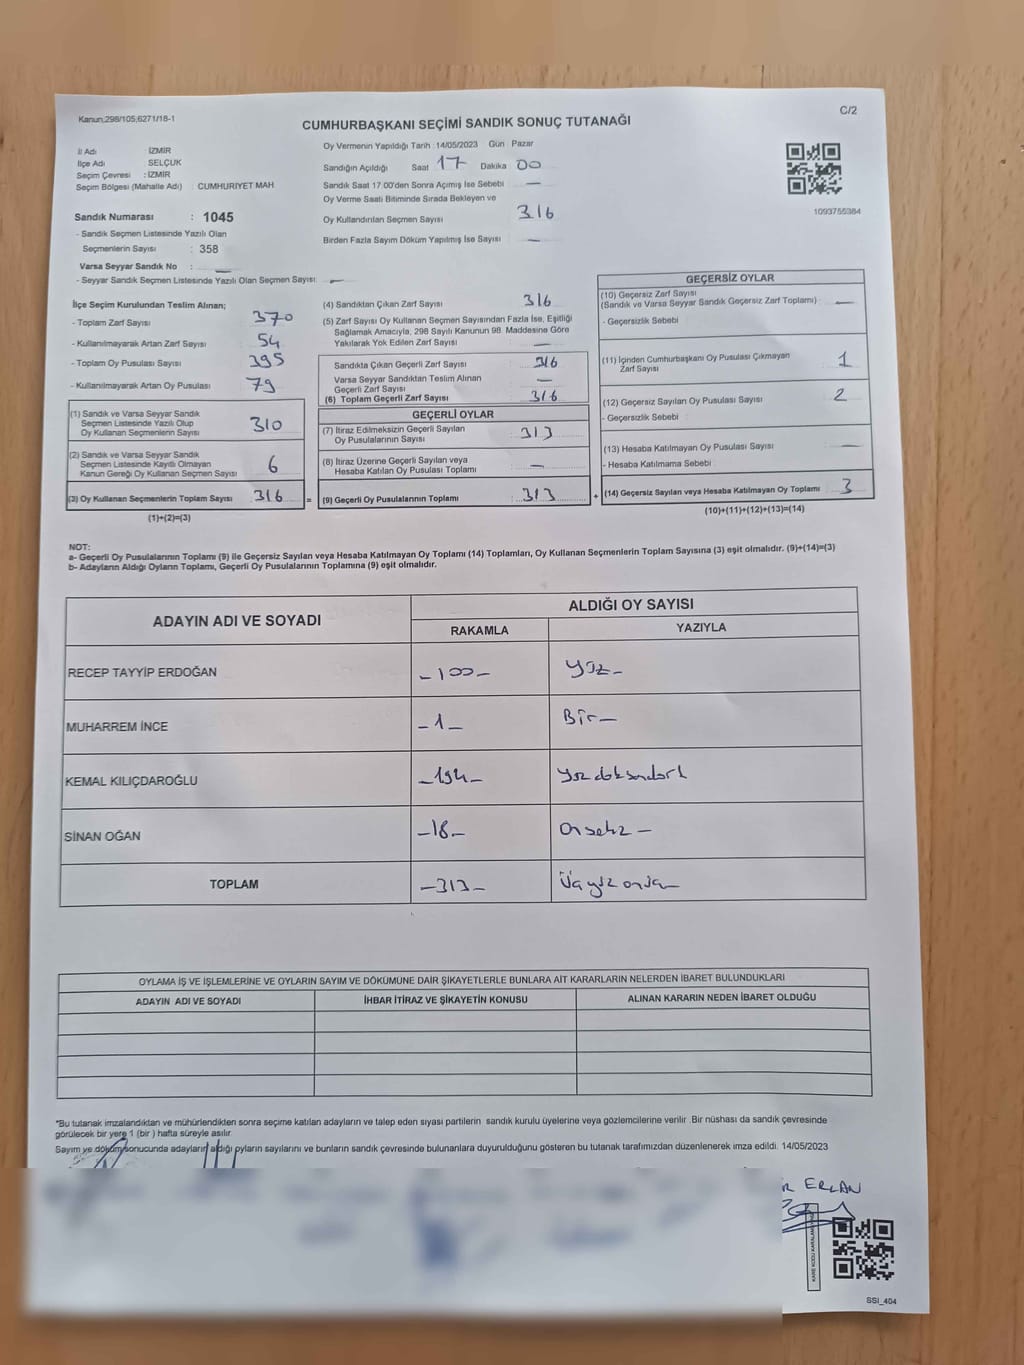 Kanun;298/105;6271/18-1
C/2
CUMHURBAŞKANI SEÇİMİ SANDIK SONUÇ TUTANAĞI
İl Adı : İZMİR
İlçe Adı : SELÇUK
Seçim Çevresi : İZMİR
Seçim Bölgesi (Mahalle Adı) : CUMHURIYET MAH.
Sandık Numarası : 1045
- Sandık Seçmen Listesinde Yazılı Olan
Seçmenlerin Sayısı : 358
Varsa Seyyar Sandık No : —
- Seyyar Sandık Seçmen Listesinde Yazılı Olan Seçmen Sayısı: —
Oy Vermenin Yapıldığı Tarih : 14/05/2023 Gün Pazar
Sandığın Açıldığı Saat 17 Dakika 00
Sandık Saat 17.00'den Sonra Açımış İse Sebebi —
Oy Verme Saati Bitiminde Sırada Bekleyen ve
Oy Kullandırılan Seçmen Sayısı 316
Birden Fazla Sayım Döküm Yapılmış İse Sayısı —
1093755384
İlçe Seçim Kurulundan Teslim Alınan;
- Toplam Zarf Sayısı 370
- Kullanılmayarak Artan Zarf Sayısı 54
- Toplam Oy Pusulası Sayısı 395
- Kullanılmayarak Artan Oy Pusulası 79
(1) Sandık ve Varsa Seyyar Sandık
Seçmen Listesinde Yazılı Olup
Oy Kullanan Seçmenlerin Sayısı 310
(2) Sandık ve Varsa Seyyar Sandık
Seçmen Listesinde Kayıtlı Olmayan
Kanun Gereği Oy Kullanan Seçmen Sayısı 6
(3) Oy Kullanan Seçmenlerin Toplam Sayısı 316 =
(1)+(2)=(3)
(4) Sandıktan Çıkan Zarf Sayısı 316
(5) Zarf Sayısı Oy Kullanan Seçmen Sayısından Fazla İse, Eşitliği
Sağlamak Amacıyla, 298 Sayılı Kanunun 98. Maddesine Göre
Yakılarak Yok Edilen Zarf Sayısı —
Sandıkta Çıkan Geçerli Zarf Sayısı 316
Varsa Seyyar Sandıktan Teslim Alınan
Geçerli Zarf Sayısı —
(6) Toplam Geçerli Zarf Sayısı 316
GEÇERLİ OYLAR
(7) İtiraz Edilmeksizin Geçerli Sayılan
Oy Pusulalarının Sayısı 313
(8) İtiraz Üzerine Geçerli Sayılan veya
Hesaba Katılan Oy Pusulası Toplamı —
(9) Geçerli Oy Pusulalarının Toplamı : 313 +
GEÇERSİZ OYLAR
(10) Geçersiz Zarf Sayısı
(Sandık ve Varsa Seyyar Sandık Geçersiz Zarf Toplamı) : —
- Geçersizlik Sebebi :
(11) İçinden Cumhurbaşkanı Oy Pusulası Çıkmayan
Zarf Sayısı 1
(12) Geçersiz Sayılan Oy Pusulası Sayısı 2
- Geçersizlik Sebebi :
(13) Hesaba Katılmayan Oy Pusulası Sayısı —
- Hesaba Katılmama Sebebi :
(14) Geçersiz Sayılan veya Hesaba Katılmayan Oy Toplamı 3
(10)+(11)+(12)+(13)=(14)
NOT:
a- Geçerli Oy Pusulalarının Toplamı (9) ile Geçersiz Sayılan veya Hesaba Katılmayan Oy Toplamı (14) Toplamları, Oy Kullanan Seçmenlerin Toplam Sayısına (3) eşit olmalıdır. (9)+(14)=(3)
b- Adayların Aldığı Oyların Toplamı, Geçerli Oy Pusulalarının Toplamına (9) eşit olmalıdır.
ADAYIN ADI VE SOYADI
ALDIĞI OY SAYISI
RAKAMLA YAZIYLA
RECEP TAYYİP ERDOĞAN -100- Yüz-
MUHARREM İNCE -1- Bir-
KEMAL KILIÇDAROĞLU -194- Yüz doksandört
SİNAN OĞAN -18- Onsekiz -
TOPLAM -313- Üçyüz onüç
OYLAMA İŞ VE İŞLEMLERİNE VE OYLARIN SAYIM VE DÖKÜMÜNE DAİR ŞİKAYETLERLE BUNLARA AİT KARARLARIN NELERDEN İBARET BULUNDUKLARI
ADAYIN ADI VE SOYADI İHBAR İTİRAZ VE ŞİKAYETİN KONUSU ALINAN KARARIN NEDEN İBARET OLDUĞU
*Bu tutanak imzalandıktan ve mühürlendikten sonra seçime katılan adayların ve talep eden siyasi partilerin sandık kurulu üyelerine veya gözlemcilerine verilir. Bir nüshası da sandık çevresinde
görülecek bir yere 1 (bir ) hafta süreyle asılır.
Sayım ve döküm sonucunda adayların aldığı oyların sayılarını ve bunların sandık çevresinde bulunanlara duyurulduğunu gösteren bu tutanak tarafımızdan düzenlenerek imza edildi. 14/05/2023
ERCAN
SSI_404